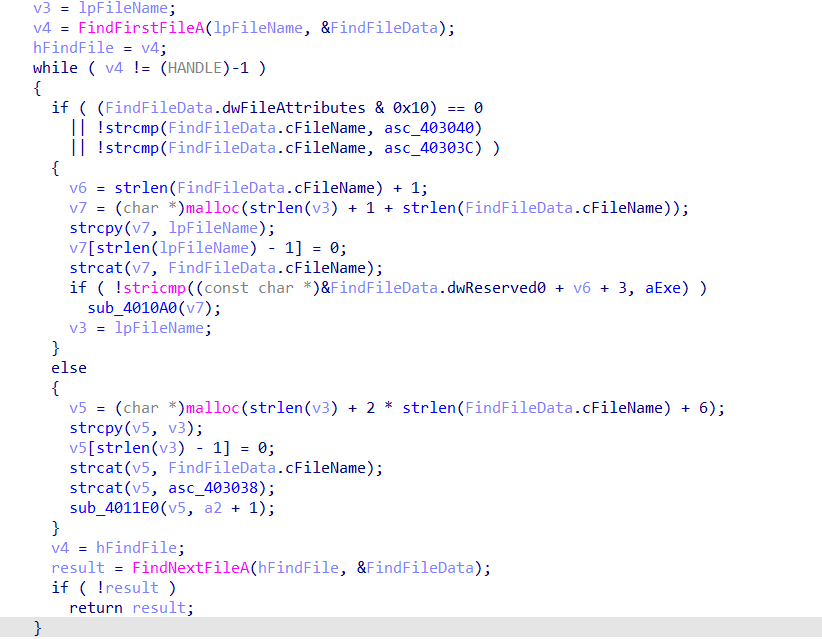 v3 = lpFileName;
v4 = FindFirstFileA(lpFileName, &FindFileData);
hFindFile = v4;
while ( v4 != (HANDLE)-1 )
{
if ( (FindFileData.dwFileAttributes & 0x10) == 0
|| !strcmp(FindFileData.cFileName, asc_403040)
|| !strcmp(FindFileData.cFileName, asc_40303C) )
{
v6 = strlen(FindFileData.cFileName) + 1;
v7 = (char *)malloc(strlen(v3) + 1 + strlen(FindFileData.cFileName));
strcpy(v7, lpFileName);
v7[strlen(lpFileName) - 1] = 0;
strcat(v7, FindFileData.cFileName);
if ( !stricmp((const char *)&FindFileData.dwReserved0 + v6 + 3, aExe) )
sub_4010A0(v7);
v3 = lpFileName;
}
else
{
v5 = (char *)malloc(strlen(v3) + 2 * strlen(FindFileData.cFileName) + 6);
strcpy(v5, v3);
v5[strlen(v3) - 1] = 0;
strcat(v5, FindFileData.cFileName);
strcat(v5, asc_403038);
sub_4011E0(v5, a2 + 1);
}
v4 = hFindFile;
result = FindNextFileA(hFindFile, &FindFileData);
if ( !result )
return result;
}